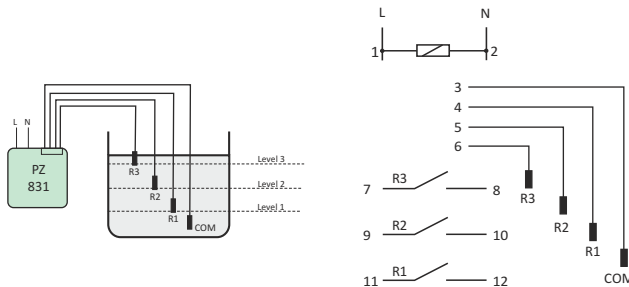 L N
PZ
831
R3
R2
R1
COM
Level 3
Level 2
Level 1
L N
1 2
3
4
5
6
7 R3 8
9 R2 10
11 R1 12
R3
R2
R1
COM